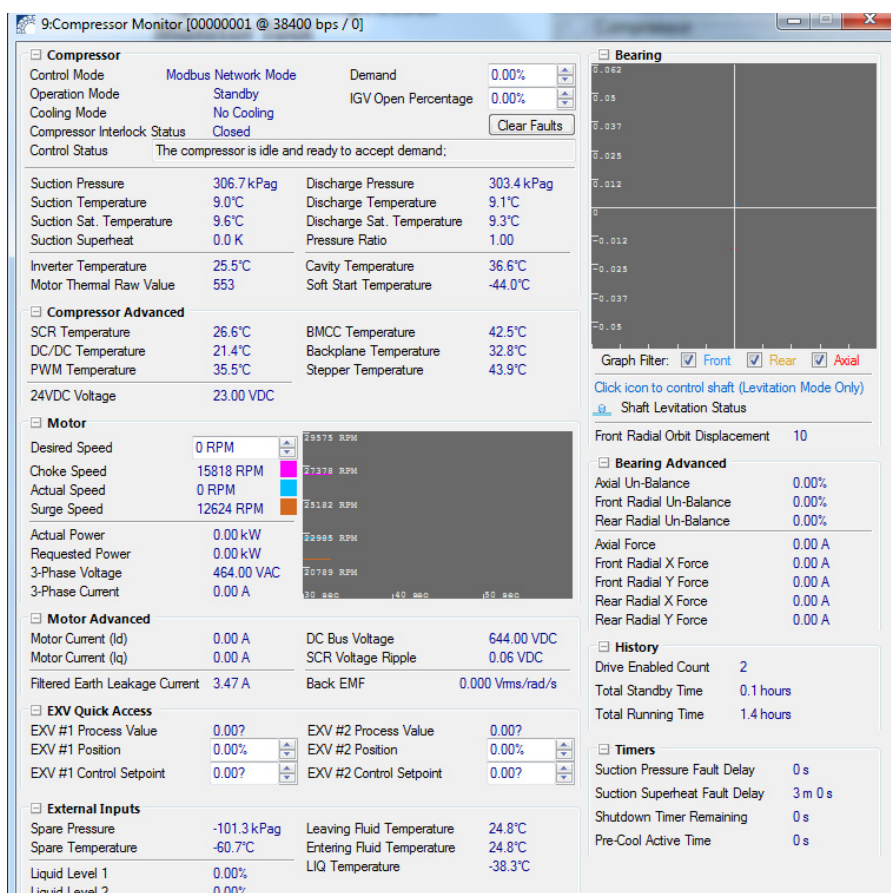 9:Compressor Monitor [00000001 @ 38400 bps / 0]
Compressor
Control Mode Modbus Network Mode Demand 0.00%
Operation Mode Standby IGV Open Percentage 0.00%
Cooling Mode No Cooling
Compressor Interlock Status Closed Clear Faults
Control Status The compressor is idle and ready to accept demand;
Suction Pressure 306.7 kPag Discharge Pressure 303.4 kPag
Suction Temperature 9.0°C Discharge Temperature 9.1°C
Suction Sat. Temperature 9.6°C Discharge Sat. Temperature 9.3°C
Suction Superheat 0.0 K Pressure Ratio 1.00
Inverter Temperature 25.5°C Cavity Temperature 36.6°C
Motor Thermal Raw Value 553 Soft Start Temperature -44.0°C
Compressor Advanced
SCR Temperature 26.6°C BMCC Temperature 42.5°C
DC/DC Temperature 21.4°C Backplane Temperature 32.8°C
PWM Temperature 35.5°C Stepper Temperature 43.9°C
24VDC Voltage 23.00 VDC
Motor
Desired Speed 0 RPM
Choke Speed 15818 RPM
Actual Speed 0 RPM
Surge Speed 12624 RPM
Actual Power 0.00 kW
Requested Power 0.00 kW
3-Phase Voltage 464.00 VAC
3-Phase Current 0.00 A
29575 RPM
27378 RPM
25182 RPM
22985 RPM
20789 RPM
30 sec 40 sec 50 sec
Motor Advanced
Motor Current (Id) 0.00 A DC Bus Voltage 644.00 VDC
Motor Current (Iq) 0.00 A SCR Voltage Ripple 0.06 VDC
Filtered Earth Leakage Current 3.47 A Back EMF 0.000 Vrms/rad/s
EXV Quick Access
EXV #1 Process Value 0.00? EXV #2 Process Value 0.00?
EXV #1 Position 0.00% EXV #2 Position 0.00%
EXV #1 Control Setpoint 0.00? EXV #2 Control Setpoint 0.00?
External Inputs
Spare Pressure -101.3 kPag Leaving Fluid Temperature 24.8°C
Spare Temperature -60.7°C Entering Fluid Temperature 24.8°C
Liquid Level 1 0.00% LIQ Temperature -38.3°C
Liquid Level 2 0.00%
Bearing
0.062
0.05
0.037
0.025
0.012
0
-0.012
-0.025
-0.037
-0.05
Graph Filter: Front Rear Axial
Click icon to control shaft (Levitation Mode Only)
Shaft Levitation Status
Front Radial Orbit Displacement 10
Bearing Advanced
Axial Un-Balance 0.00%
Front Radial Un-Balance 0.00%
Rear Radial Un-Balance 0.00%
Axial Force 0.00 A
Front Radial X Force 0.00 A
Front Radial Y Force 0.00 A
Rear Radial X Force 0.00 A
Rear Radial Y Force 0.00 A
History
Drive Enabled Count 2
Total Standby Time 0.1 hours
Total Running Time 1.4 hours
Timers
Suction Pressure Fault Delay 0 s
Suction Superheat Fault Delay 3 m 0 s
Shutdown Timer Remaining 0 s
Pre-Cool Active Time 0 s